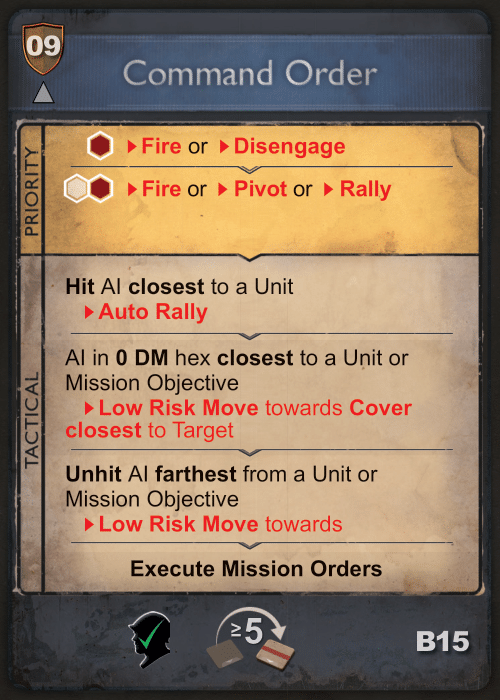 09
Command Order
PRIORITY
Fire or Disengage
Fire or Pivot or Rally
TACTICAL
Hit AI closest to a Unit
Auto Rally
AI in 0 DM hex closest to a Unit or
Mission Objective
Low Risk Move towards Cover
closest to Target
Unhit AI farthest from a Unit or
Mission Objective
Low Risk Move towards
Execute Mission Orders
≥5
B15